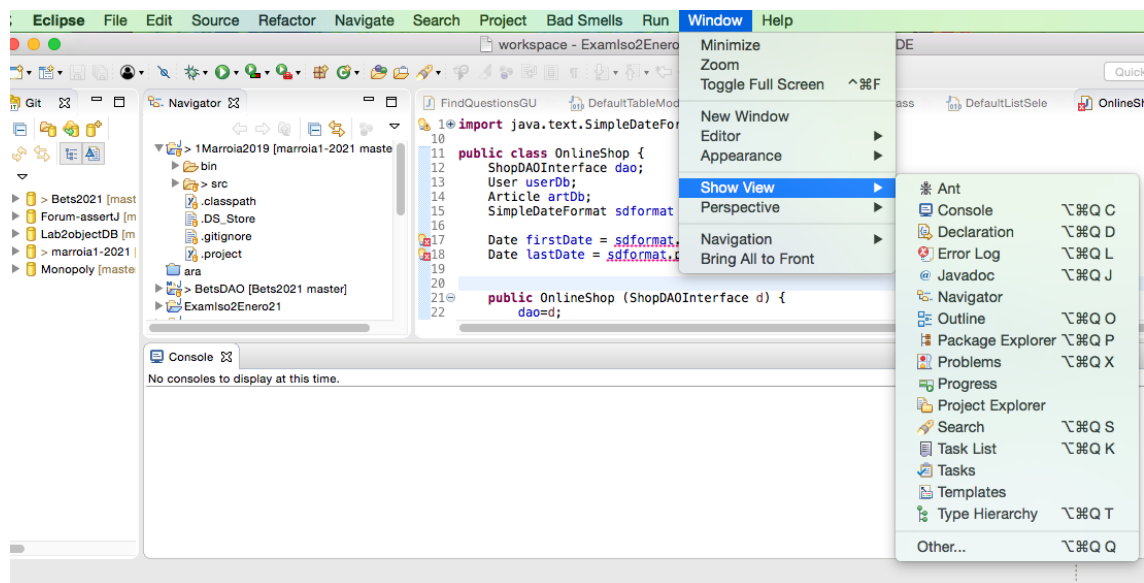 Eclipse File Edit Source Refactor Navigate Search Project Bad Smells Run Window Help
workspace - ExamIso2Enero
DE
Quick
Git
Navigator
FindQuestionsGU
DefaultTableMod
ass
DefaultListSele
OnlineSh
> Bets2021 [mast
Forum-assertJ [m
Lab2objectDB [m
> marroia1-2021
Monopoly [maste
> 1Marroia2019 [marroia1-2021 maste
bin
> src
.classpath
.DS_Store
.gitignore
.project
ara
> BetsDAO [Bets2021 master]
ExamIso2Enero21
1 import java.text.SimpleDateFor
10
11 public class OnlineShop {
12 ShopDAOInterface dao;
13 User userDb;
14 Article artDb;
15 SimpleDateFormat sdformat
16
17 Date firstDate = sdformat.
18 Date lastDate = sdformat.p
19
20
21 public OnlineShop (ShopDAOInterface d) {
22 dao=d;
Console
No consoles to display at this time.
Minimize
Zoom
Toggle Full Screen ^⌘F
New Window
Editor
Appearance
Show View
Perspective
Navigation
Bring All to Front
Ant
Console ⌥⌘Q C
Declaration ⌥⌘Q D
Error Log ⌥⌘Q L
@ Javadoc ⌥⌘Q J
Navigator
Outline ⌥⌘Q O
Package Explorer ⌥⌘Q P
Problems ⌥⌘Q X
Progress
Project Explorer
Search ⌥⌘Q S
Task List ⌥⌘Q K
Tasks
Templates
Type Hierarchy ⌥⌘Q T
Other... ⌥⌘Q Q